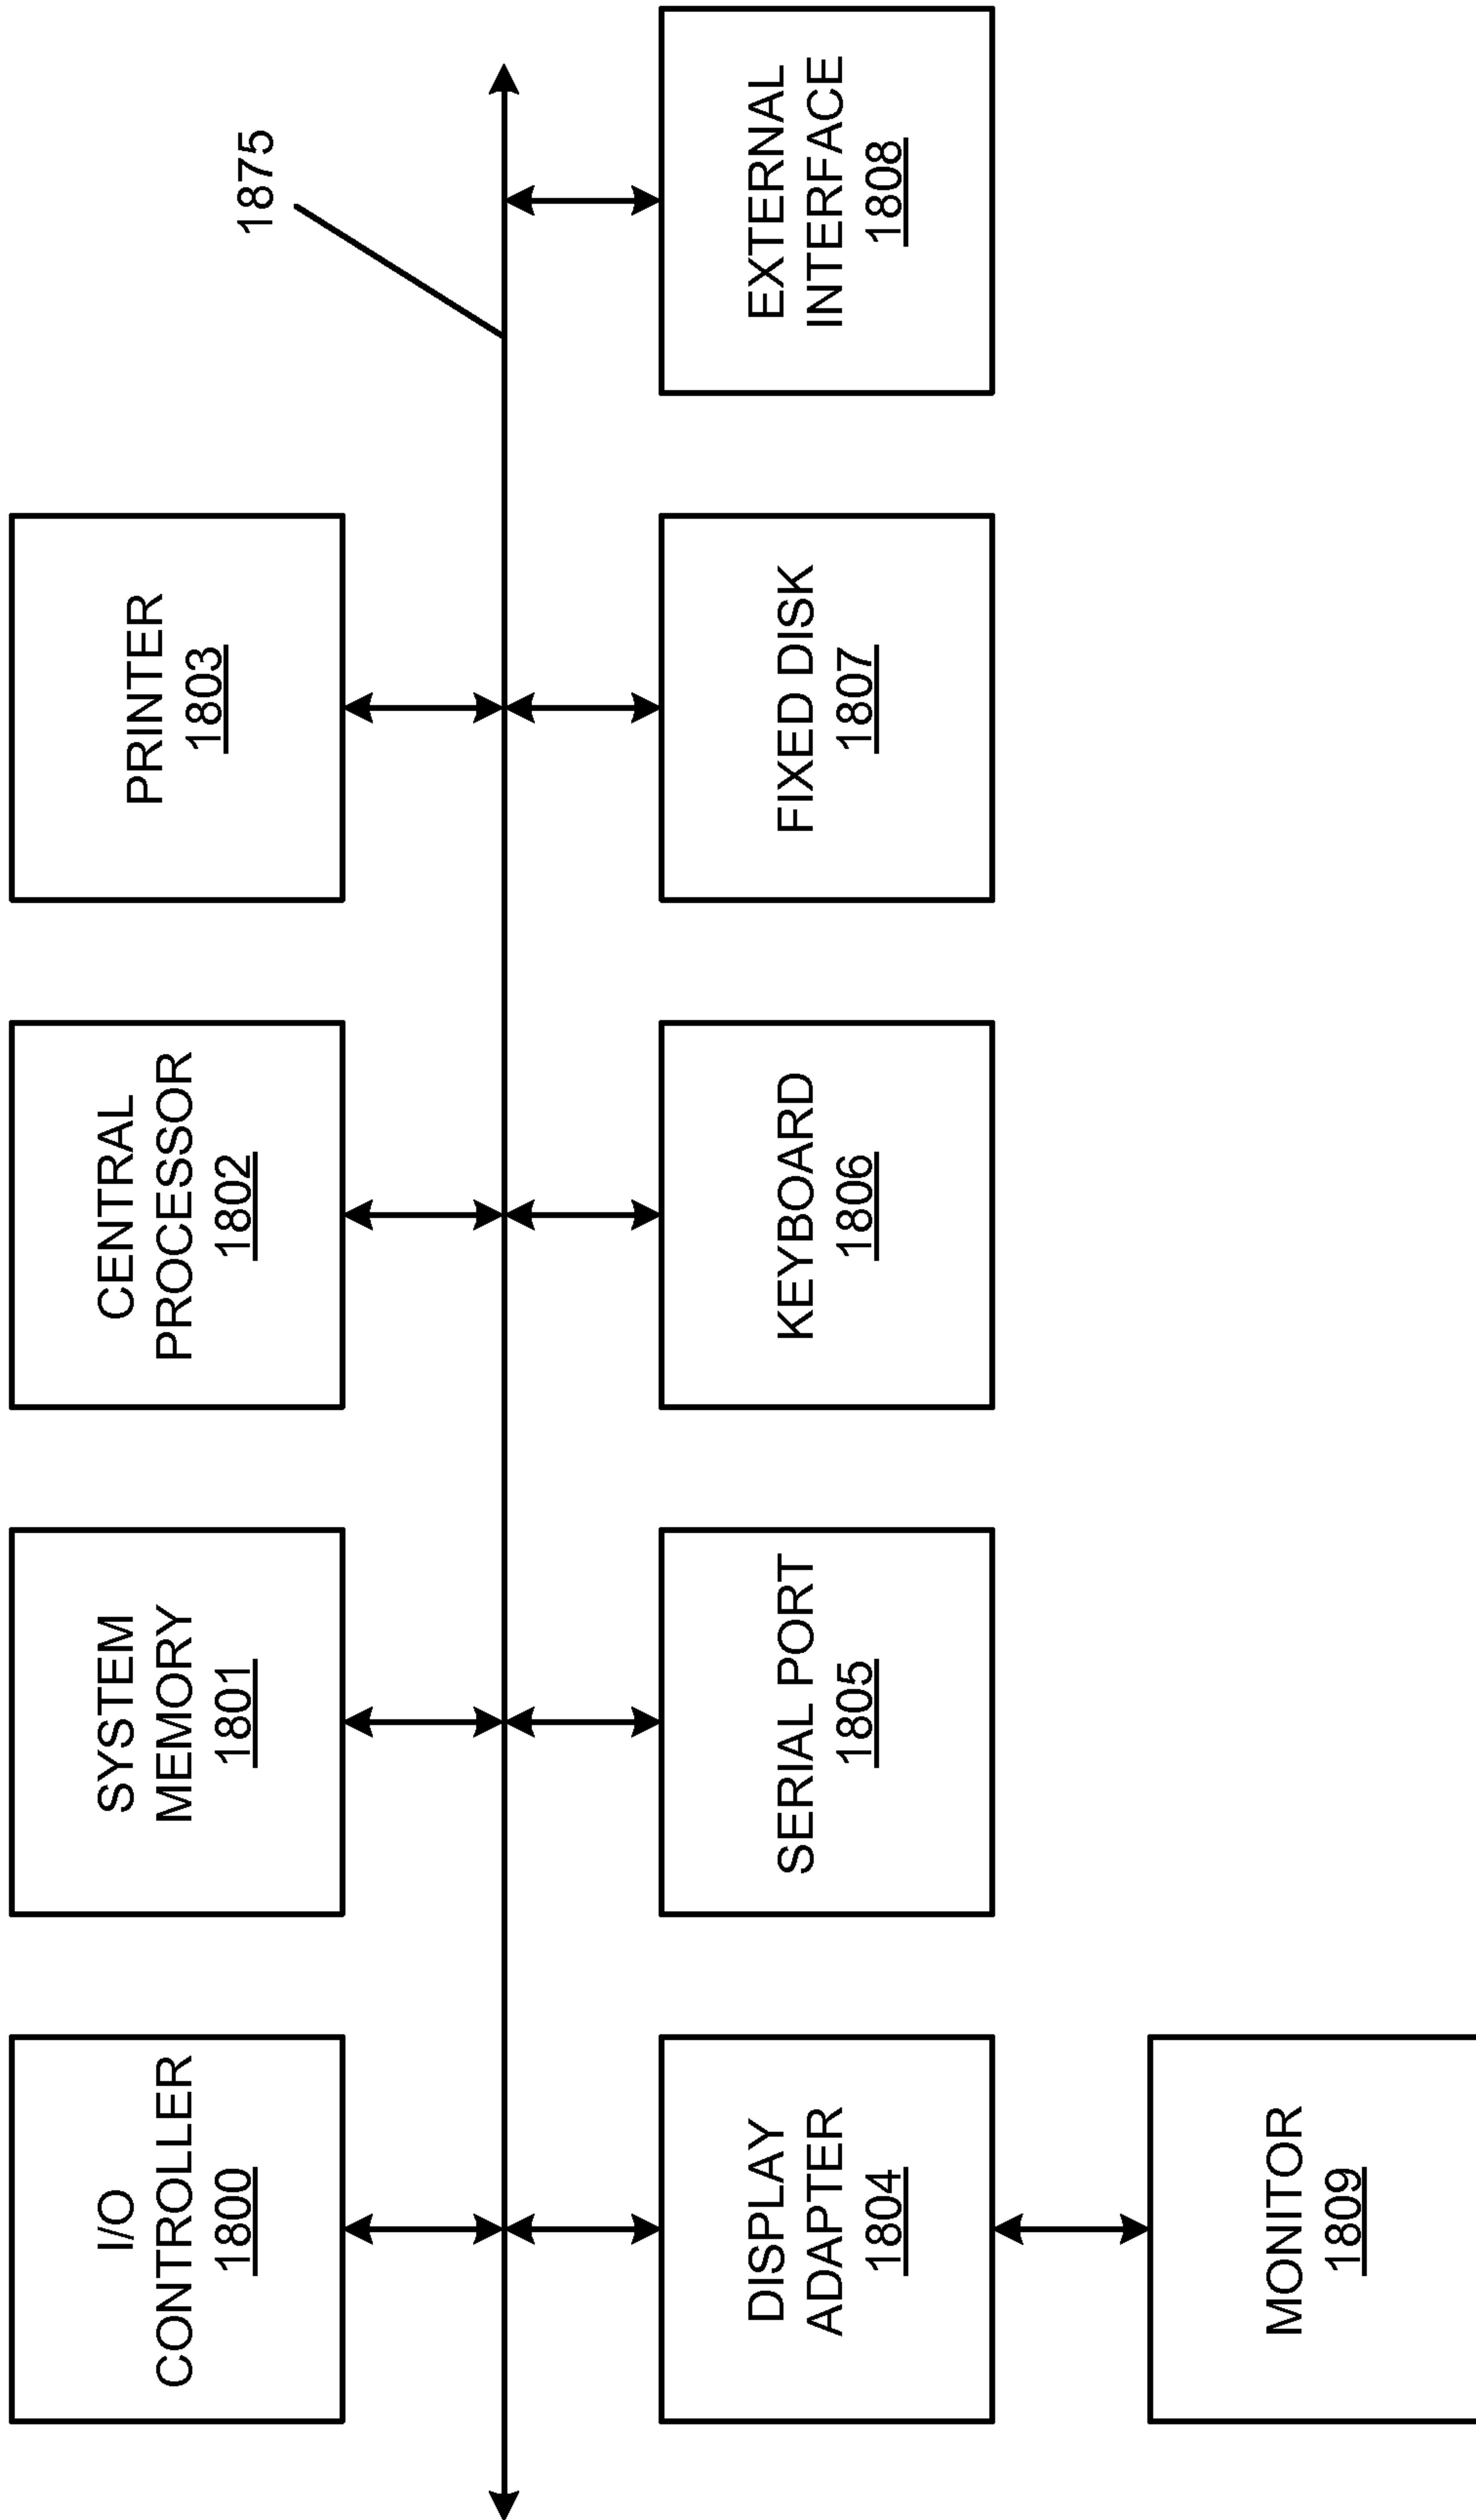 I/O
CONTROLLER
1800
SYSTEM
MEMORY
1801
CENTRAL
PROCESSOR
1802
PRINTER
1803
1875
DISPLAY
ADAPTER
1804
SERIAL PORT
1805
KEYBOARD
1806
FIXED DISK
1807
EXTERNAL
INTERFACE
1808
MONITOR
1809